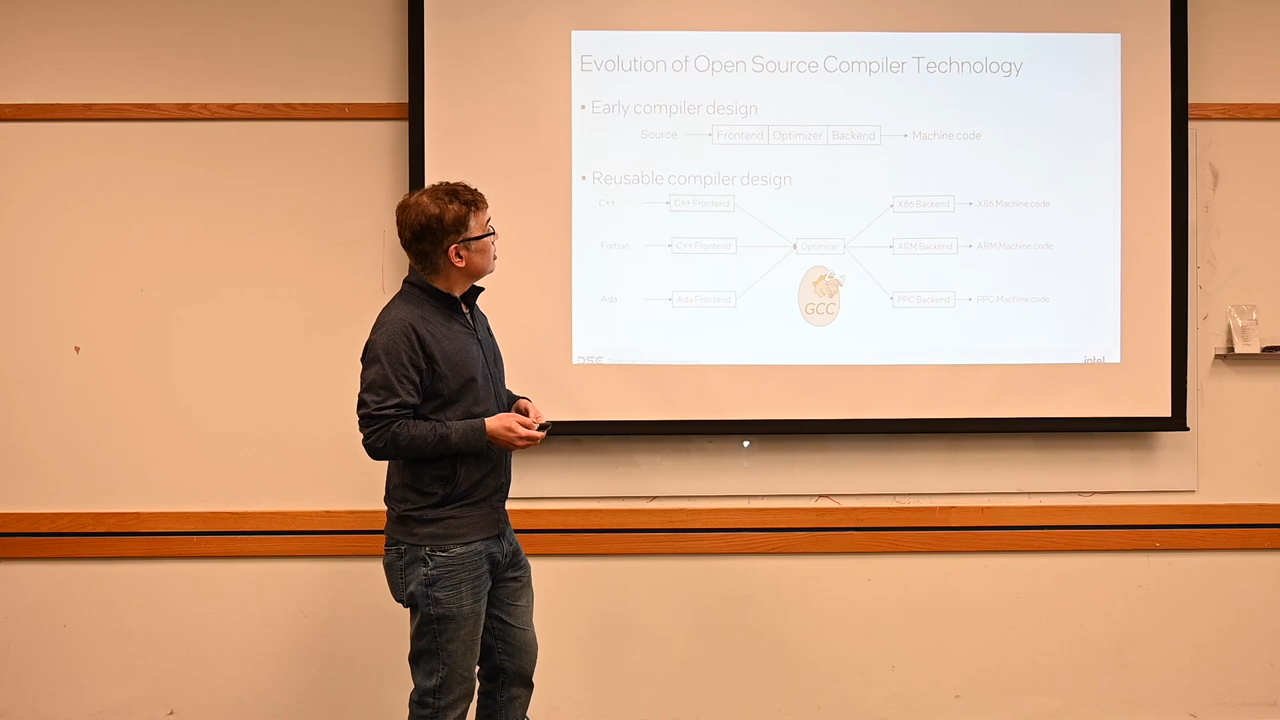 Evolution of Open Source Compiler Technology
▪ Early compiler design
Source Frontend Optimizer Backend Machine code
▪ Reusable compiler design
C++ C++ Frontend X86 Backend X86 Machine code
Fortran C++ Frontend Optimizer ARM Backend ARM Machine code
Ada Ada Frontend PPC Backend PPC Machine code
GCC
intel